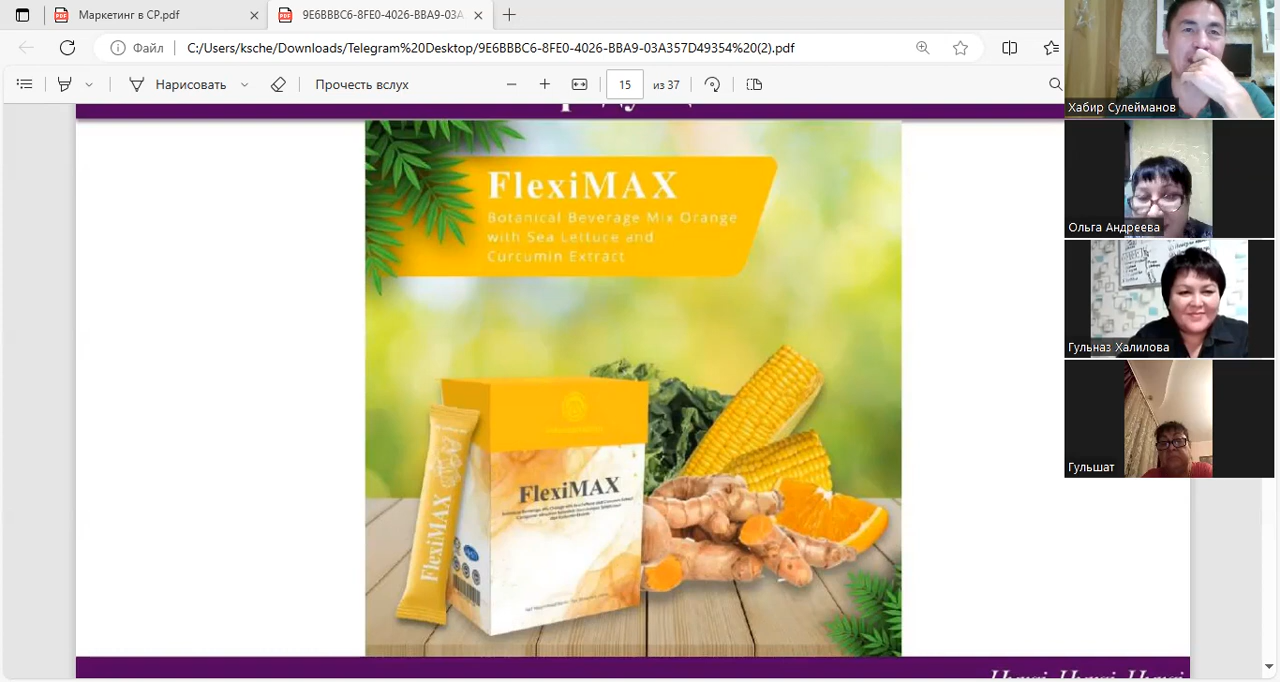 Маркетинг в СР.pdf
9E6BBBC6-8FE0-4026-BBA9-03A
Файл
C:/Users/ksche/Downloads/Telegram%20Desktop/9E6BBBC6-8FE0-4026-BBA9-03A357D49354%20(2).pdf
Нарисовать
Прочесть вслух
15
из 37
FlexiMAX
Botanical Beverage Mix Orange
with Sea Lettuce and
Curcumin Extract
FlexiMAX
FlexiMAX
Хабир Сулейманов
Ольга Андреева
Гульназ Халилова
Гульшат